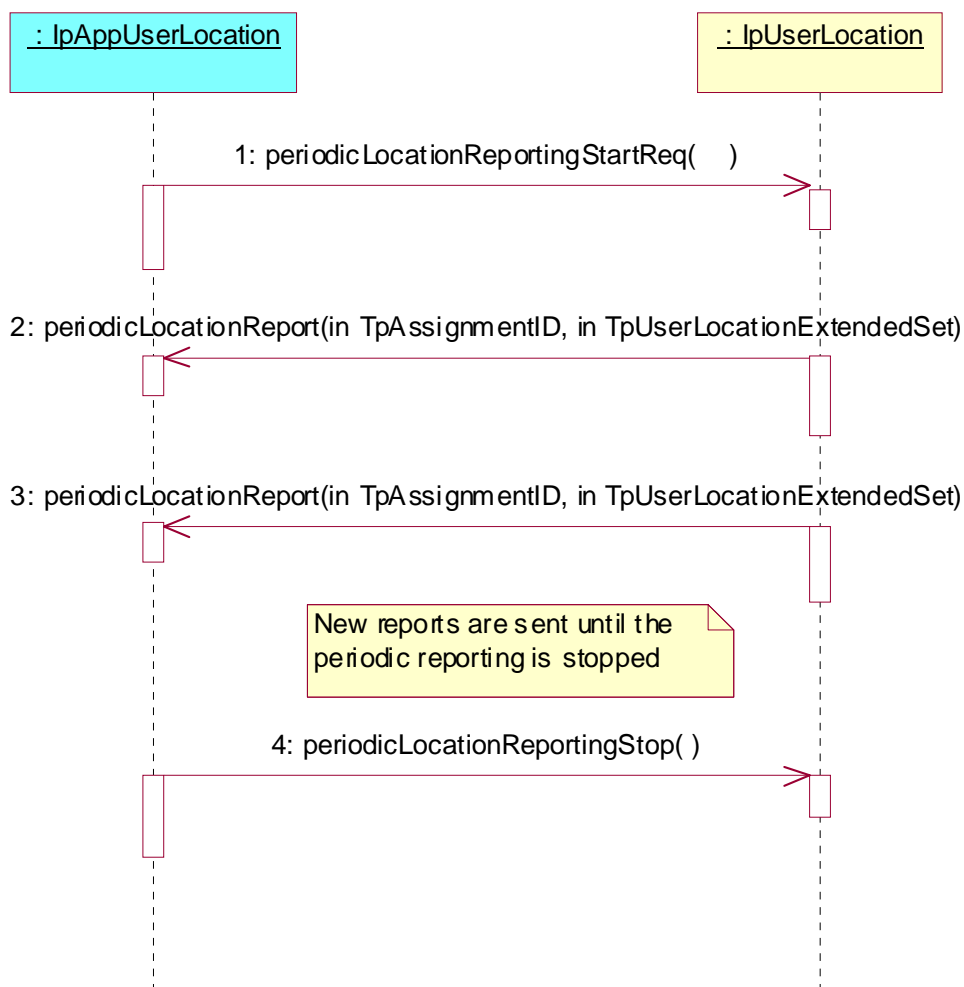 : IpAppUserLocation
: IpUserLocation
1: periodicLocationReportingStartReq( )
2: periodicLocationReport(in TpAssignmentID, in TpUserLocationExtendedSet)
3: periodicLocationReport(in TpAssignmentID, in TpUserLocationExtendedSet)
New reports are sent until the
periodic reporting is stopped
4: periodicLocationReportingStop( )